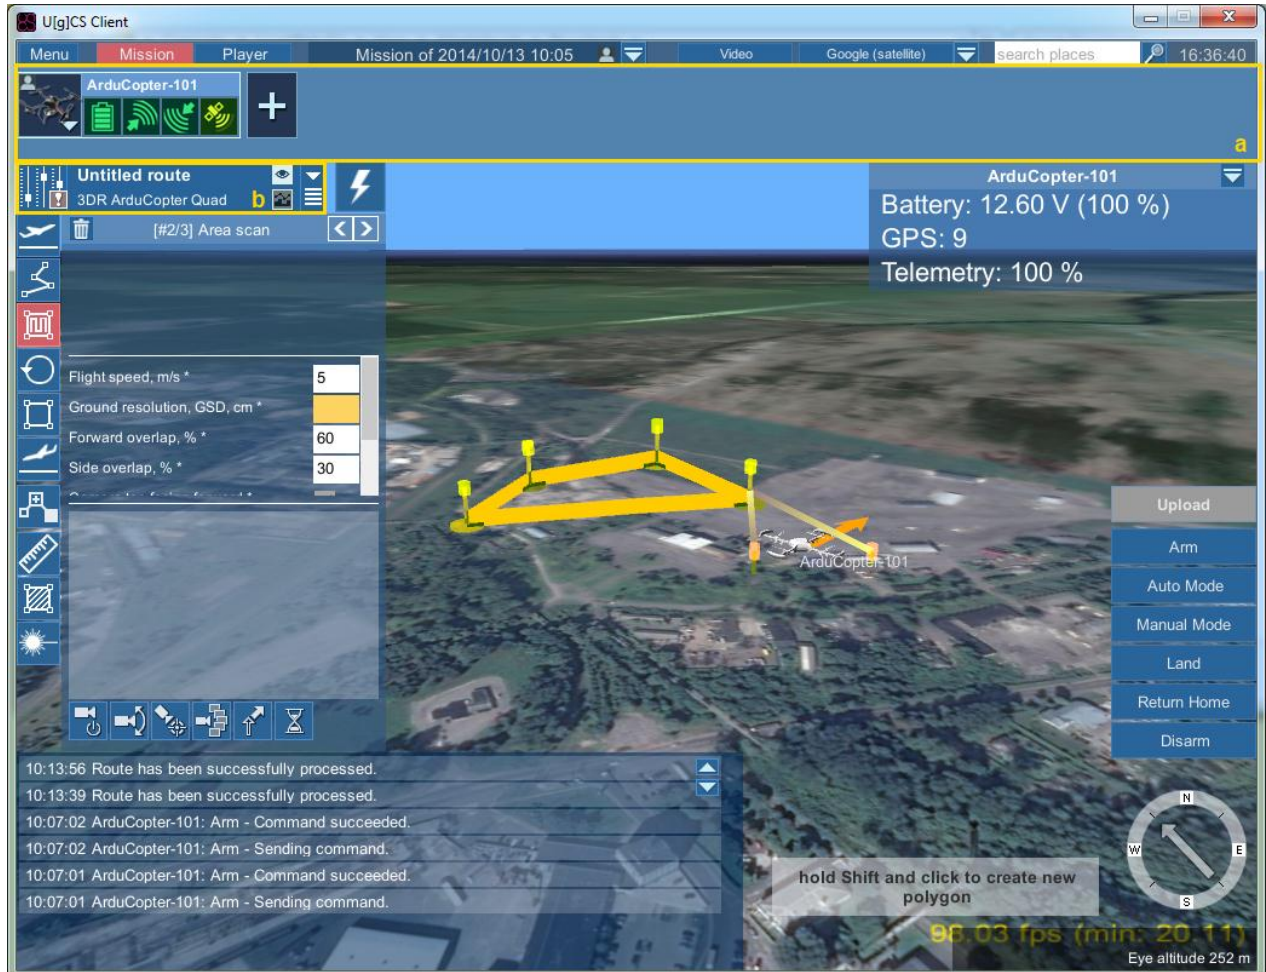 U[g]CS Client
Menu Mission Player Mission of 2014/10/13 10:05 Video Google (satellite) search places 16:36:40
ArduCopter-101
a
Untitled route
3DR ArduCopter Quad b
ArduCopter-101
Battery: 12.60 V (100 %)
GPS: 9
Telemetry: 100 %
[#2/3] Area scan
Flight speed, m/s * 5
Ground resolution, GSD, cm *
Forward overlap, % * 60
Side overlap, % * 30
ArduCopter-101
Upload
Arm
Auto Mode
Manual Mode
Land
Return Home
Disarm
10:13:56 Route has been successfully processed.
10:13:39 Route has been successfully processed.
10:07:02 ArduCopter-101: Arm - Command succeeded.
10:07:02 ArduCopter-101: Arm - Sending command.
10:07:01 ArduCopter-101: Arm - Command succeeded.
10:07:01 ArduCopter-101: Arm - Sending command.
N
W E
S
hold Shift and click to create new
polygon
98.03 fps (min: 20.11)
Eye altitude 252 m